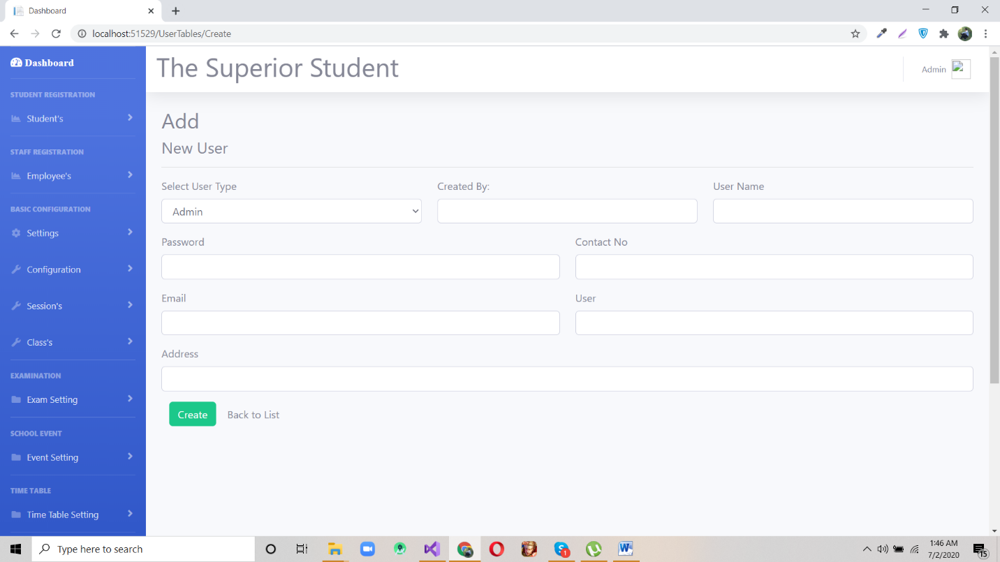 Dashboard
localhost:51529/UserTables/Create
Dashboard
The Superior Student
Admin
STUDENT REGISTRATION
Student's
STAFF REGISTRATION
Employee's
BASIC CONFIGURATION
Settings
Configuration
Session's
Class's
EXAMINATION
Exam Setting
SCHOOL EVENT
Event Setting
TIME TABLE
Time Table Setting
Add
New User
Select User Type
Created By:
User Name
Admin
Password
Contact No
Email
User
Address
Create
Back to List
Type here to search
1
W
1:46 AM
7/2/2020
15